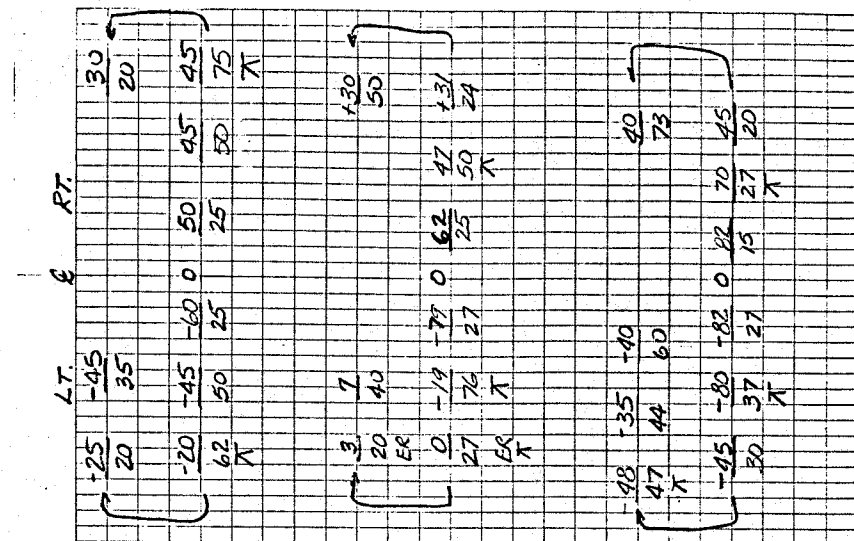 LT. ℄ RT.
-25 -45 30
20 35 20
-20 -45 -60 0 50 45 45
62 50 25 25 50 75
⊼ ⊼
3 7 +30
20 40 50
ER
0 -19 -79 0 62 47 +31
27 76 27 25 50 24
ER ⊼ ⊼ ⊼
-48 -35 -40 40
47 44 60 73
⊼
-45 -80 -82 0 82 70 45
30 37 27 15 27 20
⊼ ⊼